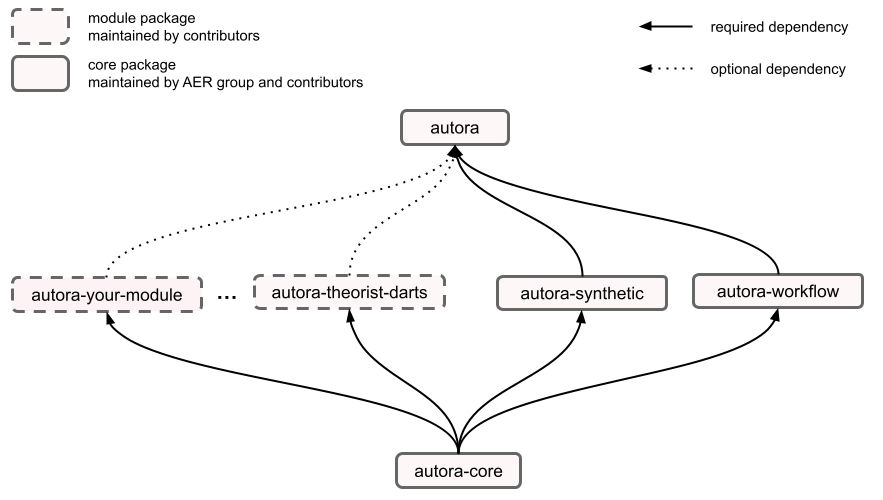 module package
maintained by contributors
required dependency
core package
maintained by AER group and contributors
optional dependency
autora
autora-your-module
...
autora-theorist-darts
autora-synthetic
autora-workflow
autora-core